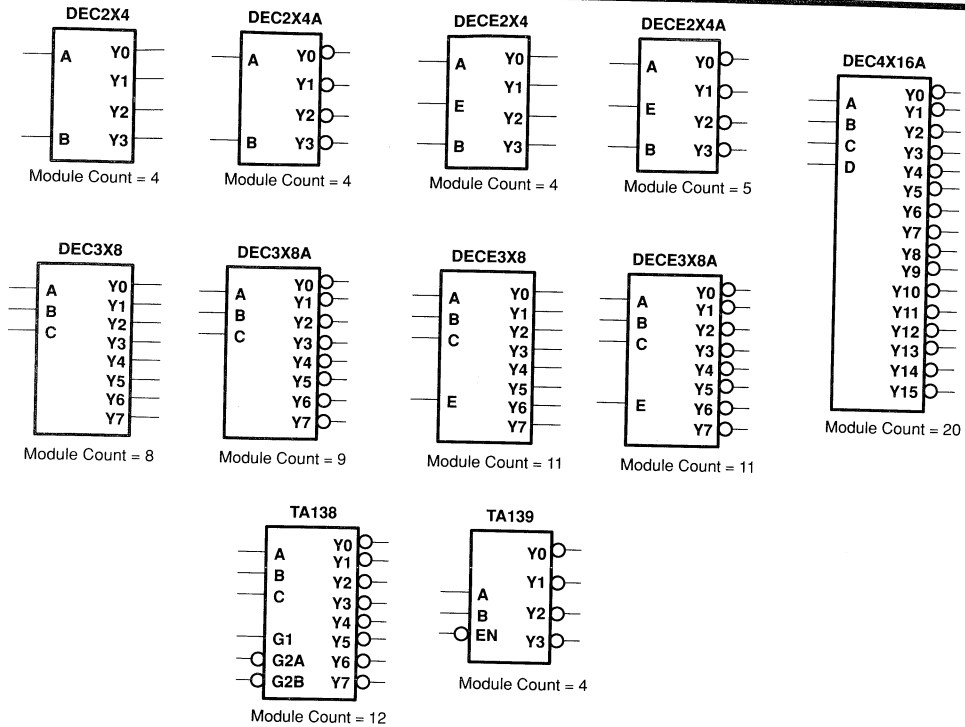 DEC2X4
A
B
Y0
Y1
Y2
Y3
Module Count = 4
DEC2X4A
A
B
Y0
Y1
Y2
Y3
Module Count = 4
DECE2X4
A
E
B
Y0
Y1
Y2
Y3
Module Count = 4
DECE2X4A
A
E
B
Y0
Y1
Y2
Y3
Module Count = 5
DEC4X16A
A
B
C
D
Y0
Y1
Y2
Y3
Y4
Y5
Y6
Y7
Y8
Y9
Y10
Y11
Y12
Y13
Y14
Y15
Module Count = 20
DEC3X8
A
B
C
Y0
Y1
Y2
Y3
Y4
Y5
Y6
Y7
Module Count = 8
DEC3X8A
A
B
C
Y0
Y1
Y2
Y3
Y4
Y5
Y6
Y7
Module Count = 9
DECE3X8
A
B
C
E
Y0
Y1
Y2
Y3
Y4
Y5
Y6
Y7
Module Count = 11
DECE3X8A
A
B
C
E
Y0
Y1
Y2
Y3
Y4
Y5
Y6
Y7
Module Count = 11
TA138
A
B
C
G1
G2A
G2B
Y0
Y1
Y2
Y3
Y4
Y5
Y6
Y7
Module Count = 12
TA139
A
B
EN
Y0
Y1
Y2
Y3
Module Count = 4